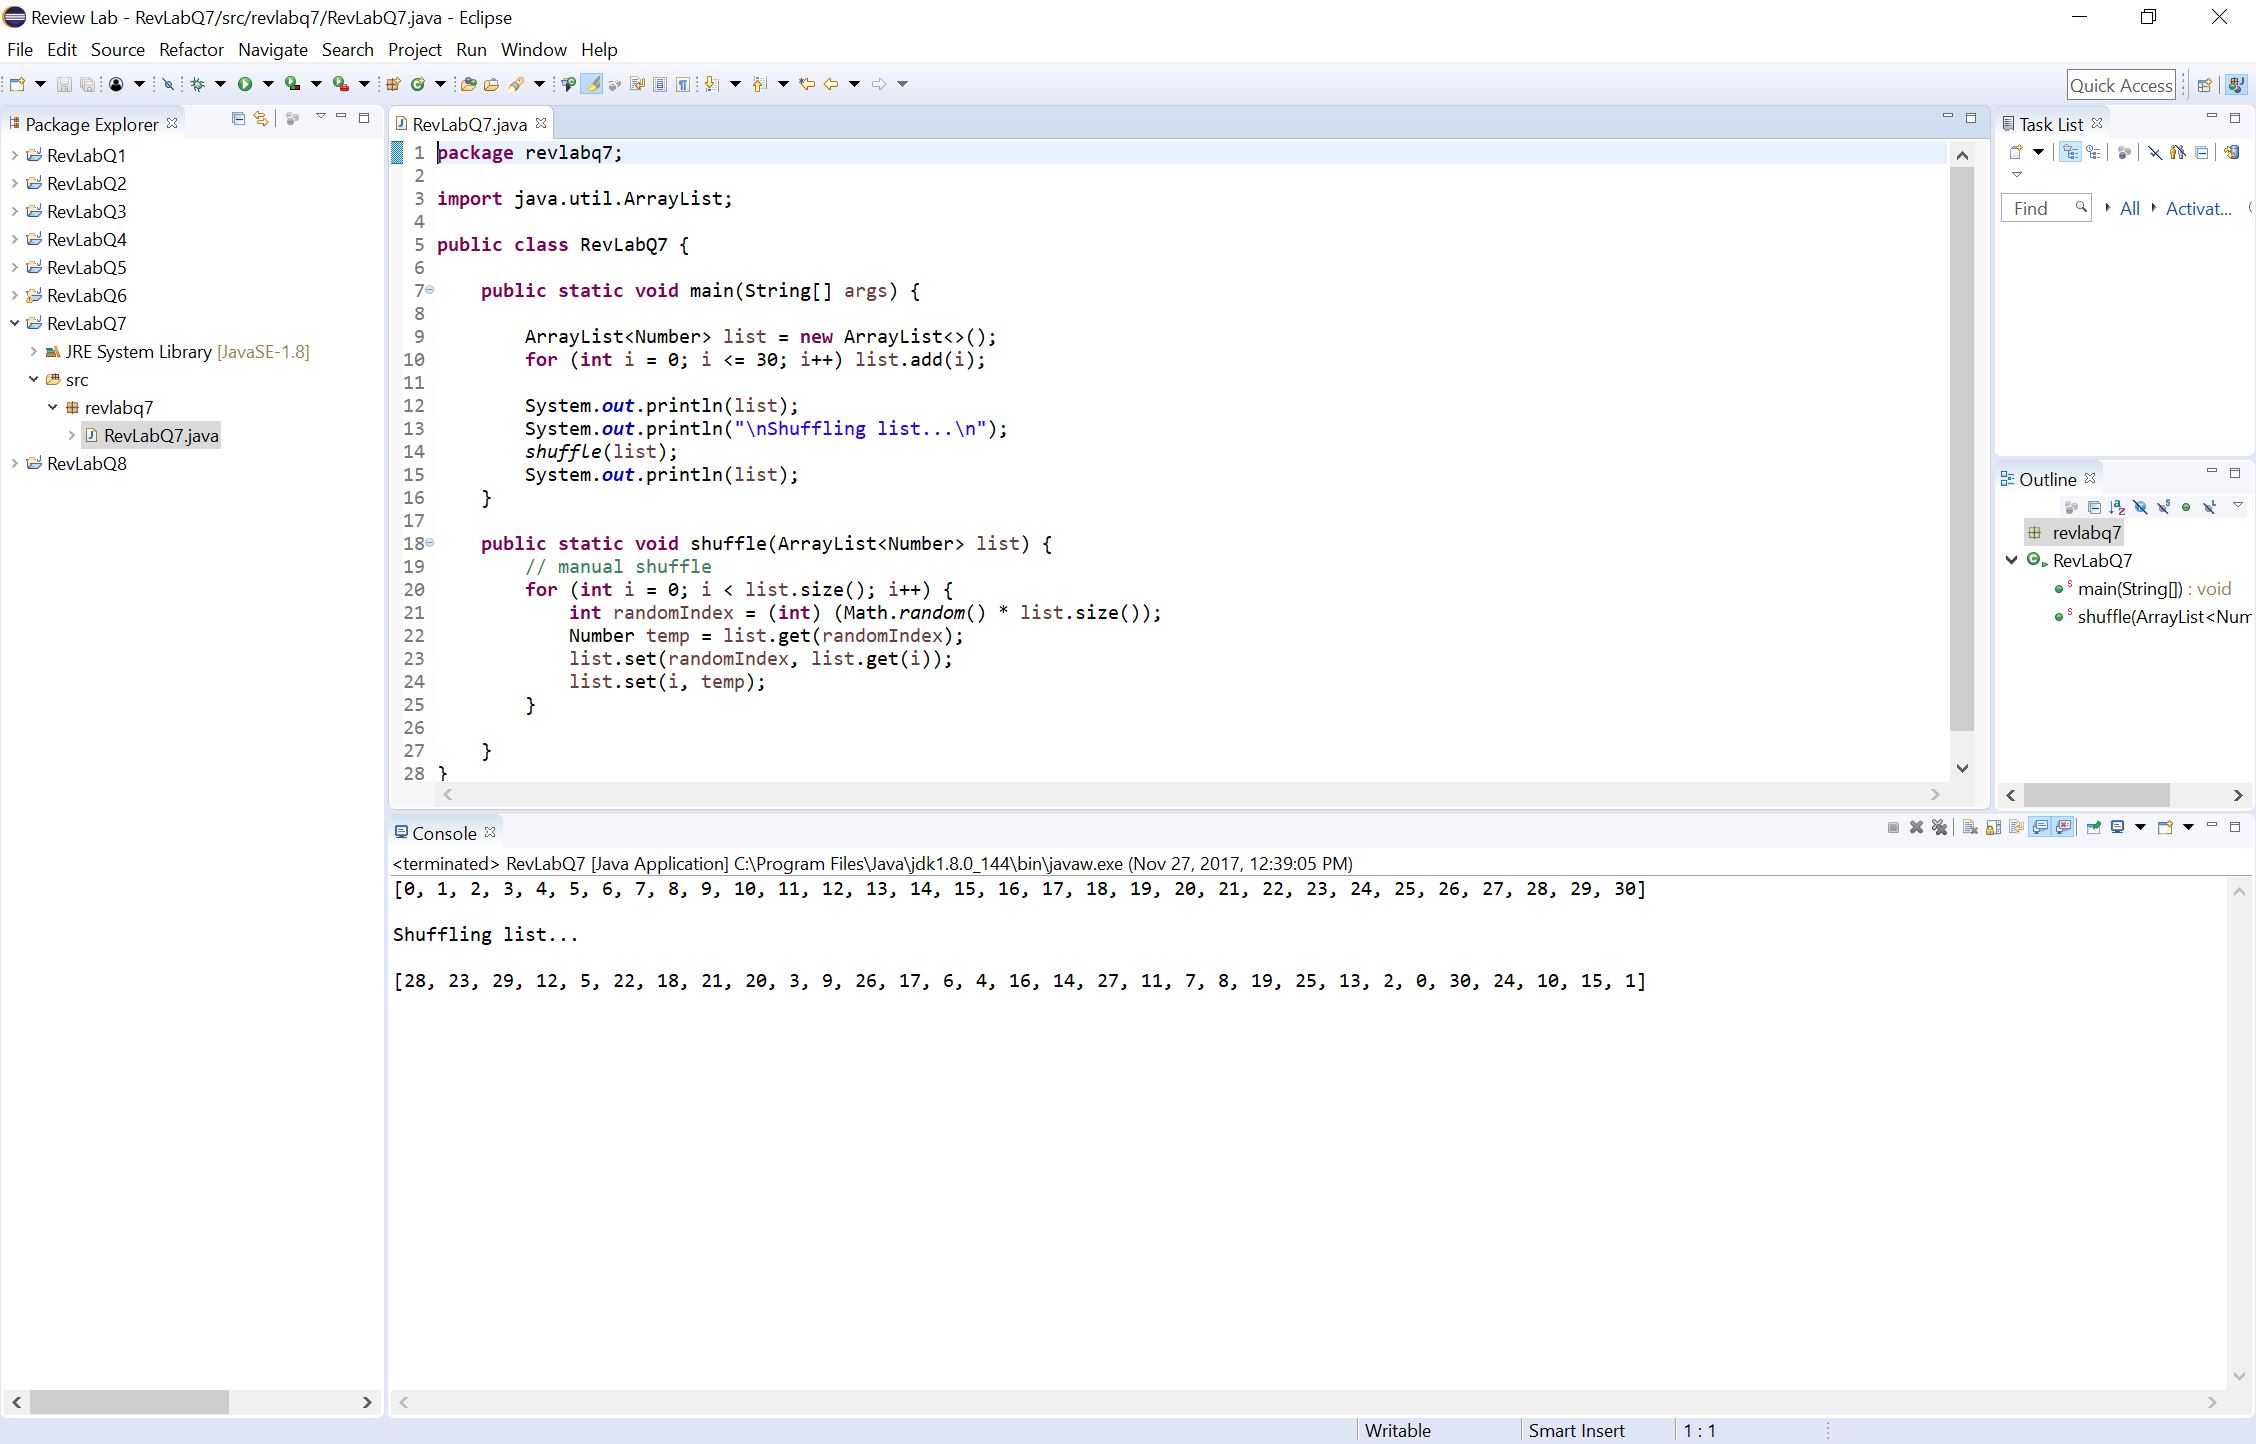 Review Lab - RevLabQ7/src/revlabq7/RevLabQ7.java - Eclipse
File Edit Source Refactor Navigate Search Project Run Window Help
Quick Access
Package Explorer
RevLabQ1
RevLabQ2
RevLabQ3
RevLabQ4
RevLabQ5
RevLabQ6
RevLabQ7
JRE System Library [JavaSE-1.8]
src
revlabq7
RevLabQ7.java
RevLabQ8
RevLabQ7.java
1 package revlabq7;
2
3 import java.util.ArrayList;
4
5 public class RevLabQ7 {
6
7     public static void main(String[] args) {
8
9         ArrayList<Number> list = new ArrayList<>();
10         for (int i = 0; i <= 30; i++) list.add(i);
11
12         System.out.println(list);
13         System.out.println("\nShuffling list...\n");
14         shuffle(list);
15         System.out.println(list);
16     }
17
18     public static void shuffle(ArrayList<Number> list) {
19         // manual shuffle
20         for (int i = 0; i < list.size(); i++) {
21             int randomIndex = (int) (Math.random() * list.size());
22             Number temp = list.get(randomIndex);
23             list.set(randomIndex, list.get(i));
24             list.set(i, temp);
25         }
26
27     }
28 }
Task List
Find All Activat...
Outline
revlabq7
RevLabQ7
main(String[]) : void
shuffle(ArrayList<Num
Console
<terminated> RevLabQ7 [Java Application] C:\Program Files\Java\jdk1.8.0_144\bin\javaw.exe (Nov 27, 2017, 12:39:05 PM)
[0, 1, 2, 3, 4, 5, 6, 7, 8, 9, 10, 11, 12, 13, 14, 15, 16, 17, 18, 19, 20, 21, 22, 23, 24, 25, 26, 27, 28, 29, 30]
Shuffling list...
[28, 23, 29, 12, 5, 22, 18, 21, 20, 3, 9, 26, 17, 6, 4, 16, 14, 27, 11, 7, 8, 19, 25, 13, 2, 0, 30, 24, 10, 15, 1]
Writable Smart Insert 1 : 1